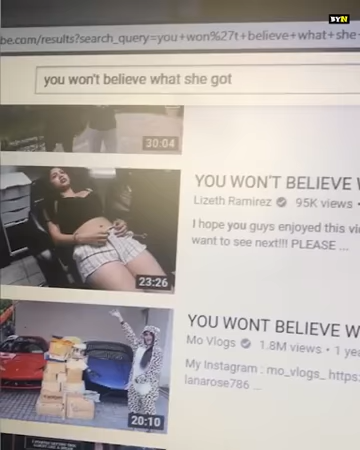 BYN
be.com/results?search_query=you+won%27t+believe+what+she
you won't believe what she got
30:04
YOU WON'T BELIEVE
Lizeth Ramirez 95K views •
I hope you guys enjoyed this vi
want to see next!!! PLEASE ...
23:26
YOU WONT BELIEVE W
Mo Vlogs 1.8M views • 1 ye
My Instagram : mo_vlogs_ https:
lanarose786 ...
20:10